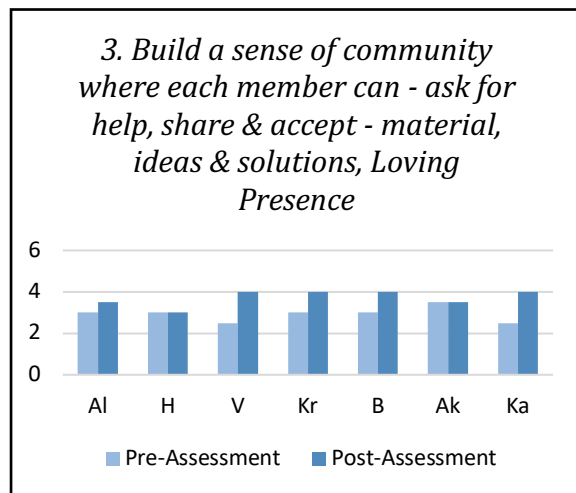 3. Build a sense of community
where each member can - ask for
help, share & accept - material,
ideas & solutions, Loving
Presence
6
4
2
0
Al H V Kr B Ak Ka
Pre-Assessment Post-Assessment